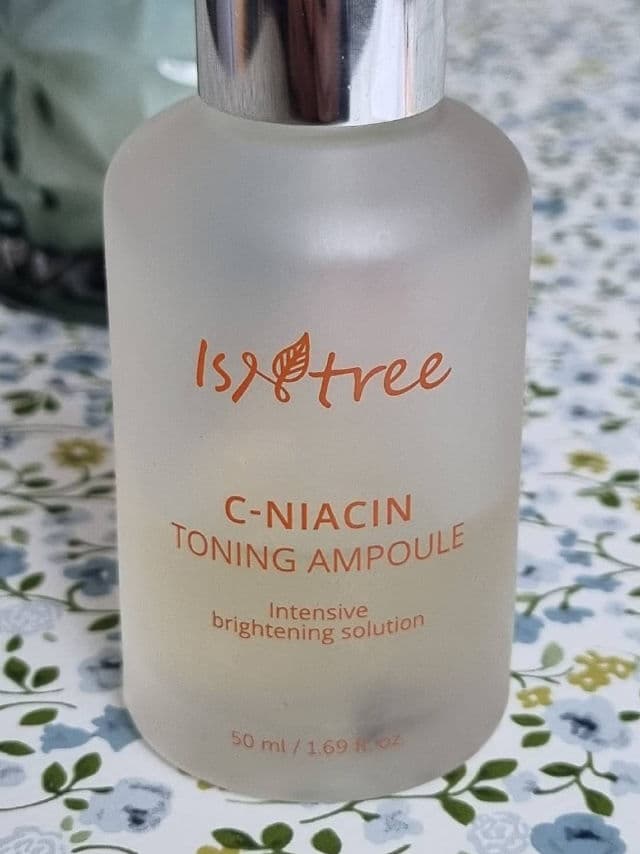 Isntree
C-NIACIN
TONING AMPOULE
Intensive
brightening solution
50 ml / 1.69 fl. oz.